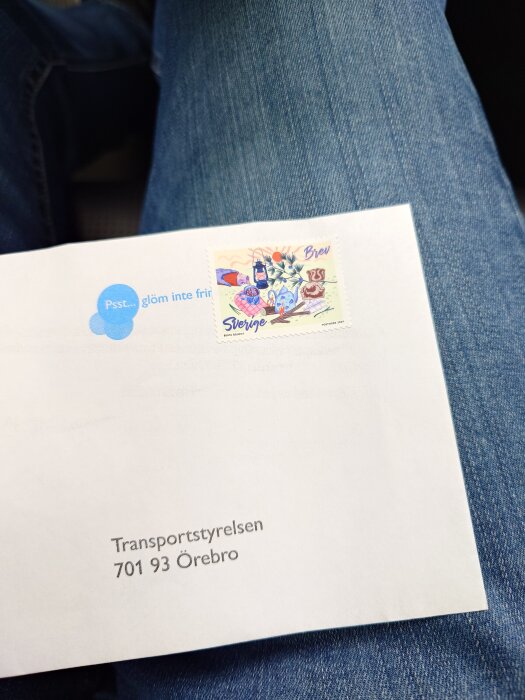 Psst... glöm inte frim
Brev
Sverige
Transportstyrelsen
701 93 Örebro